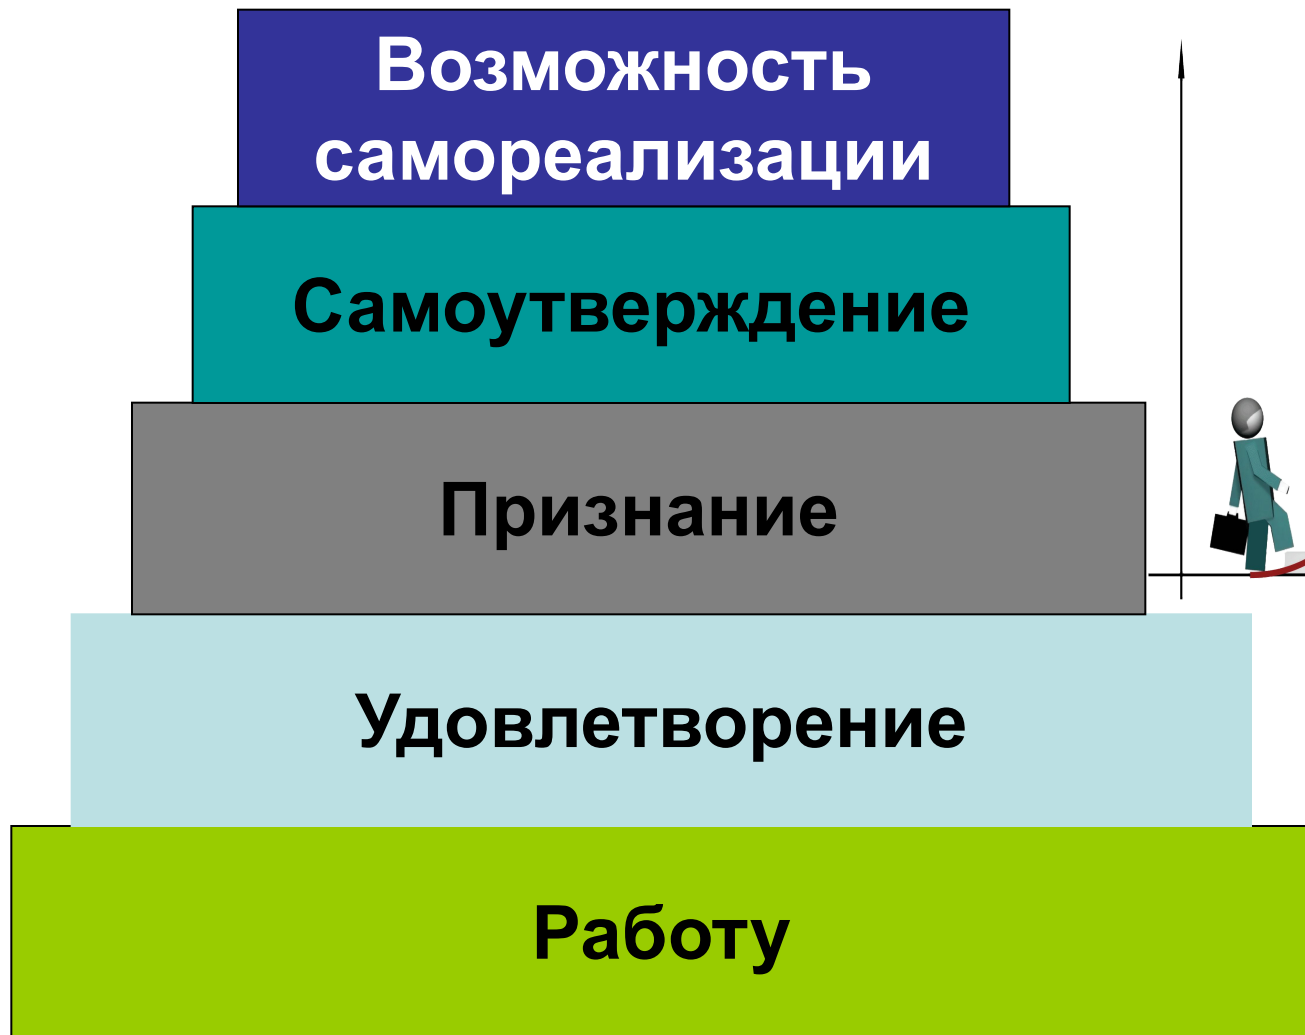 Возможность
самореализации
Самоутверждение
Признание
Удовлетворение
Работу